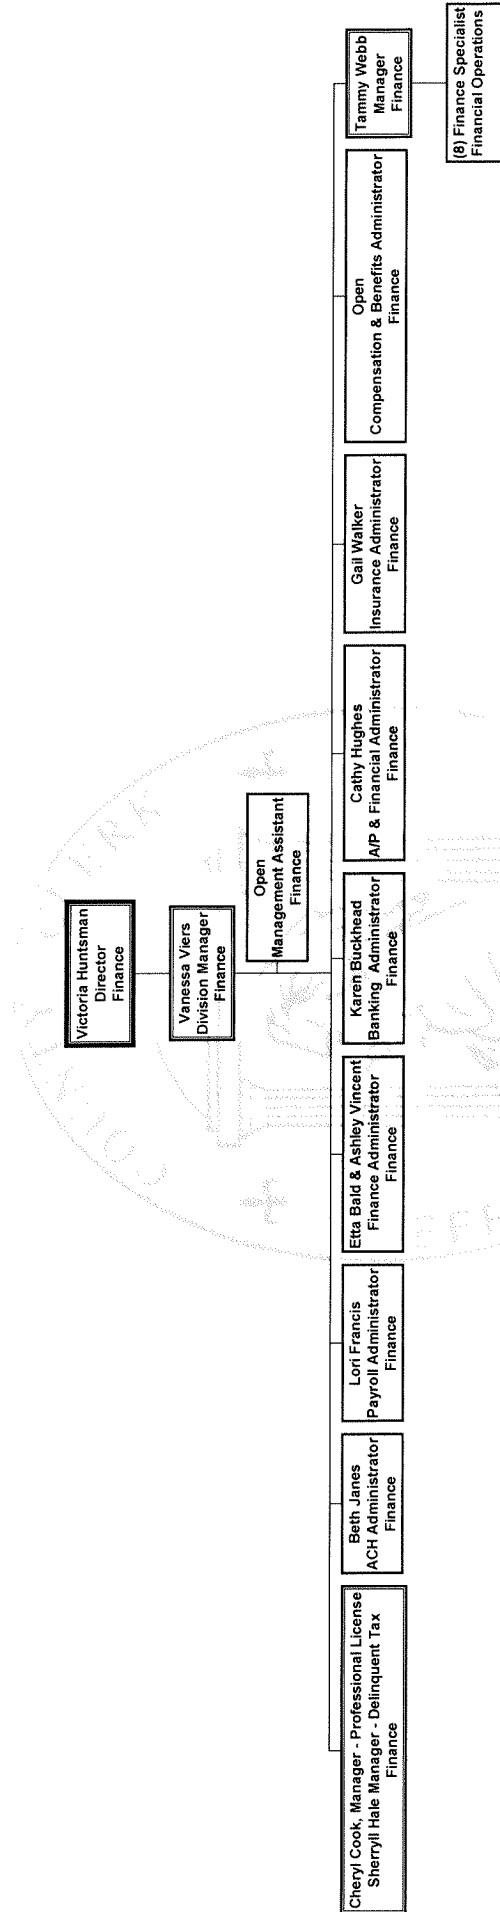 Victoria Huntsman
Director
Finance
Vanessa Viers
Division Manager
Finance
Open
Management Assistant
Finance
Cheryl Cook, Manager - Professional License
Sherryll Hale Manager - Delinquent Tax
Finance
Beth Janes
ACH Administrator
Finance
Lori Francis
Payroll Administrator
Finance
Etta Bald & Ashley Vincent
Finance Administrator
Finance
Karen Buckhead
Banking Administrator
Finance
Cathy Hughes
A/P & Financial Administrator
Finance
Gail Walker
Insurance Administrator
Finance
Open
Compensation & Benefits Administrator
Finance
Tammy Webb
Manager
Finance
(8) Finance Specialist
Financial Operations